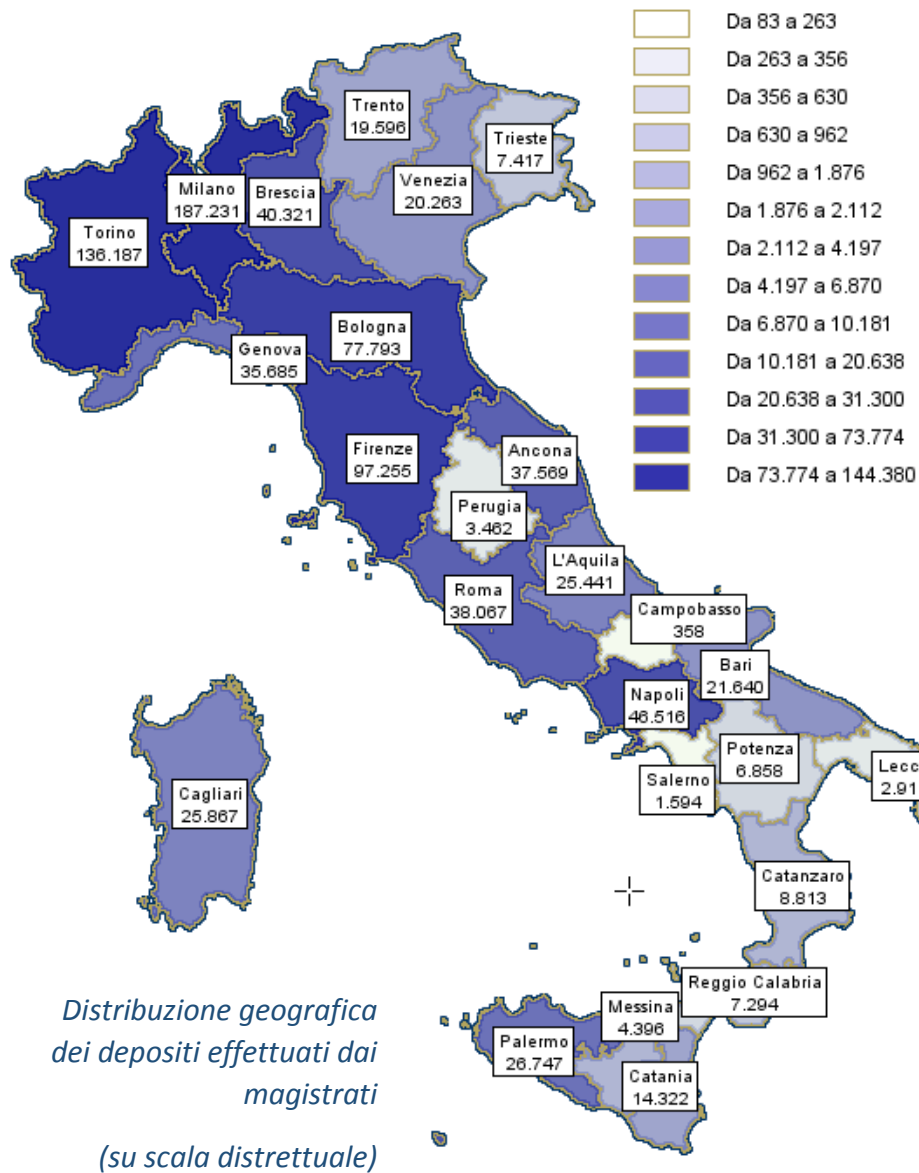 Da 83 a 263
Da 263 a 356
Da 356 a 630
Da 630 a 962
Da 962 a 1.876
Da 1.876 a 2.112
Da 2.112 a 4.197
Da 4.197 a 6.870
Da 6.870 a 10.181
Da 10.181 a 20.638
Da 20.638 a 31.300
Da 31.300 a 73.774
Da 73.774 a 144.380
Trento
19.596
Trieste
7.417
Venezia
20.263
Milano
187.231
Brescia
40.321
Torino
136.187
Bologna
77.793
Genova
35.685
Firenze
97.255
Ancona
37.569
Perugia
3.462
L'Aquila
25.441
Roma
38.067
Campobasso
358
Bari
21.640
Napoli
46.516
Potenza
6.858
Salerno
1.594
Lecc
2.91
Cagliari
25.867
Catanzaro
8.813
Reggio Calabria
7.294
Messina
4.396
Palermo
26.747
Catania
14.322
Distribuzione geografica
dei depositi effettuati dai
magistrati
(su scala distrettuale)